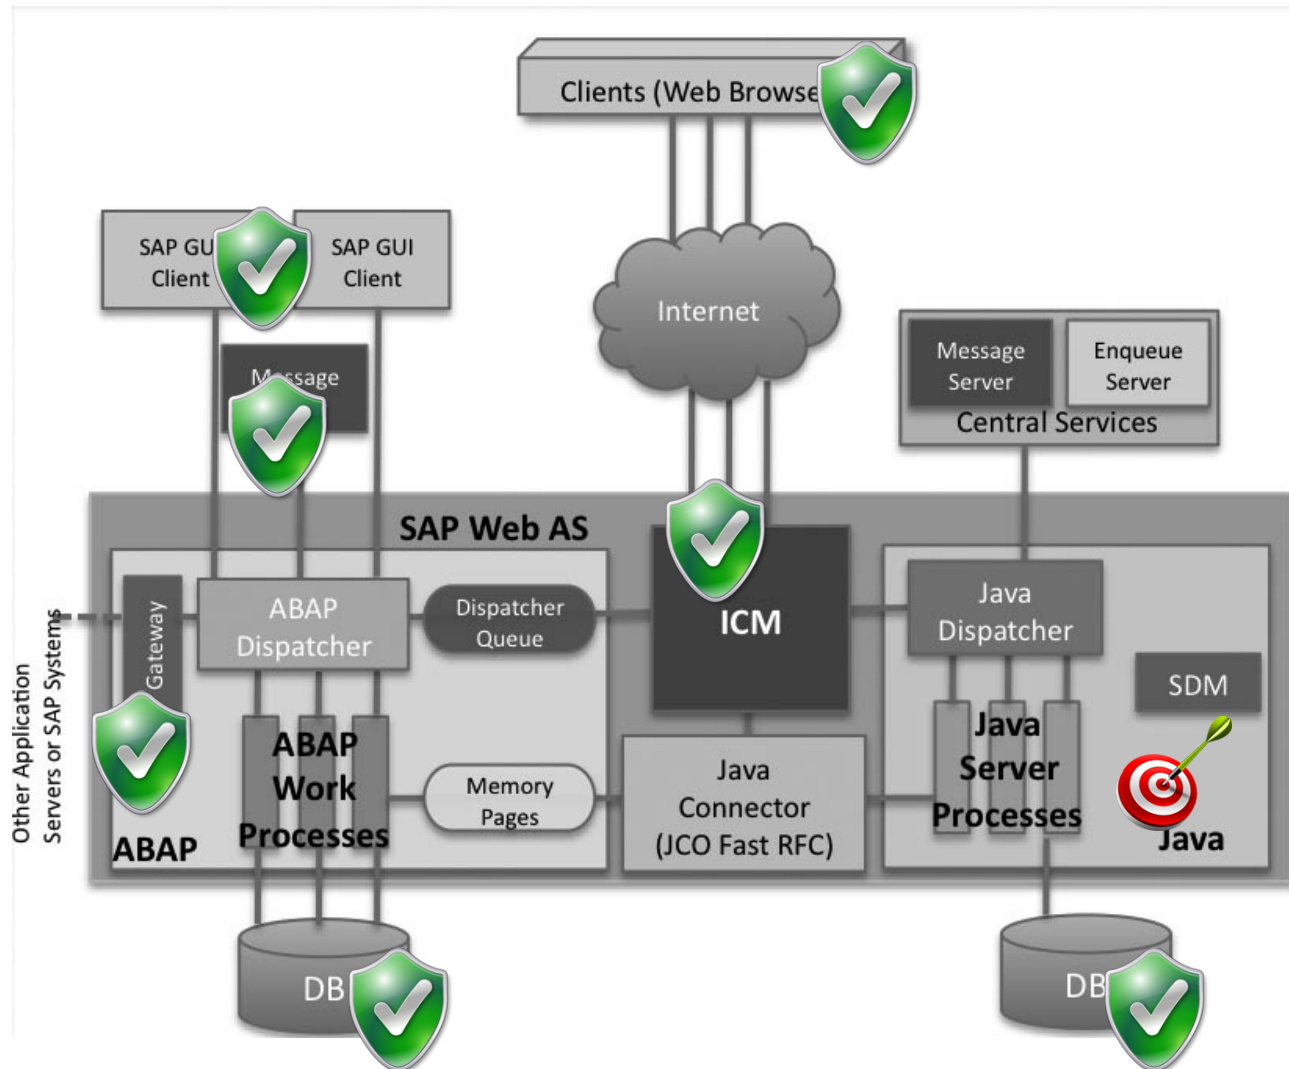 Clients (Web Browse
SAP GU
Client
SAP GUI
Client
Message
Internet
Message
Server
Enqueue
Server
Central Services
SAP Web AS
Gateway
ABAP
Dispatcher
Dispatcher
Queue
ICM
Java
Dispatcher
SDM
Other Application
Servers or SAP Systems
ABAP
Work
Processes
Memory
Pages
Java
Connector
(JCO Fast RFC)
Java
Server
Processes
ABAP
Java
DB
DB